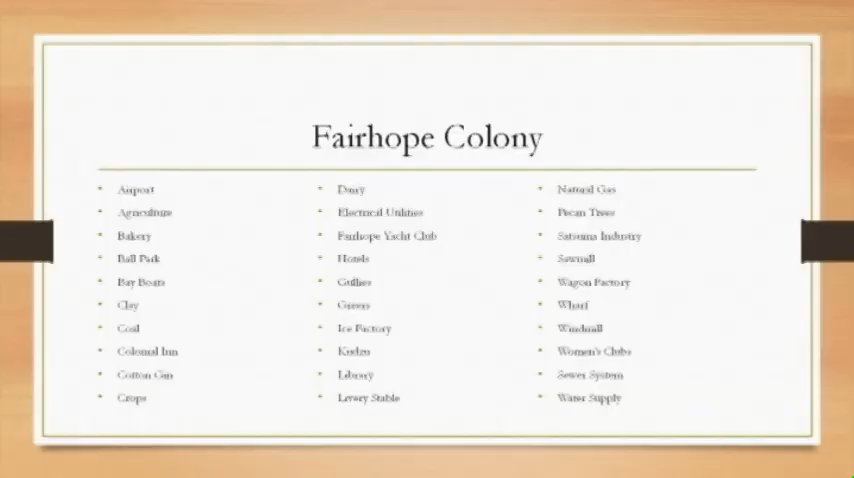 Fairhope Colony
Airport
Agriculture
Bakery
Ball Park
Bay Boats
Clay
Coal
Colonial Inn
Cotton Gin
Crops
Dairy
Electrical Utilities
Fairhope Yacht Club
Hotels
Gullies
Ice Factory
Kudzu
Library
Livery Stable
Natural Gas
Pecan Trees
Satsuma Industry
Sawmill
Wagon Factory
Wharf
Windmill
Women's Clubs
Sewer System
Water Supply